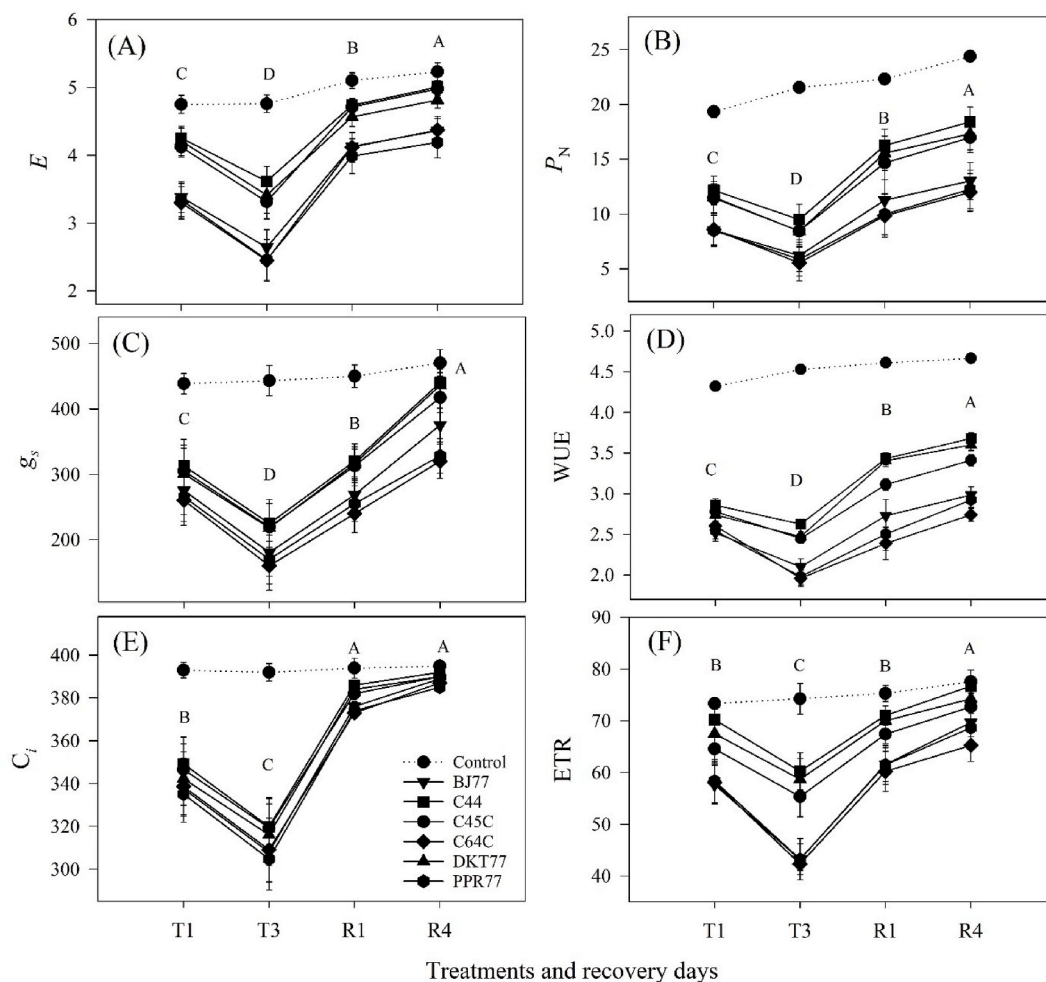 (A)
E
6
5
4
3
2
C
D
B
A
(B)
P_N
25
20
15
10
5
C
D
B
A
(C)
g_s
500
400
300
200
C
D
B
A
(D)
WUE
5.0
4.5
4.0
3.5
3.0
2.5
2.0
C
D
B
A
(E)
C_i
400
380
360
340
320
300
B
C
A
A
Control
BJ77
C44
C45C
C64C
DKT77
PPR77
T1 T3 R1 R4
(F)
ETR
90
80
70
60
50
40
B
C
B
A
T1 T3 R1 R4
Treatments and recovery days